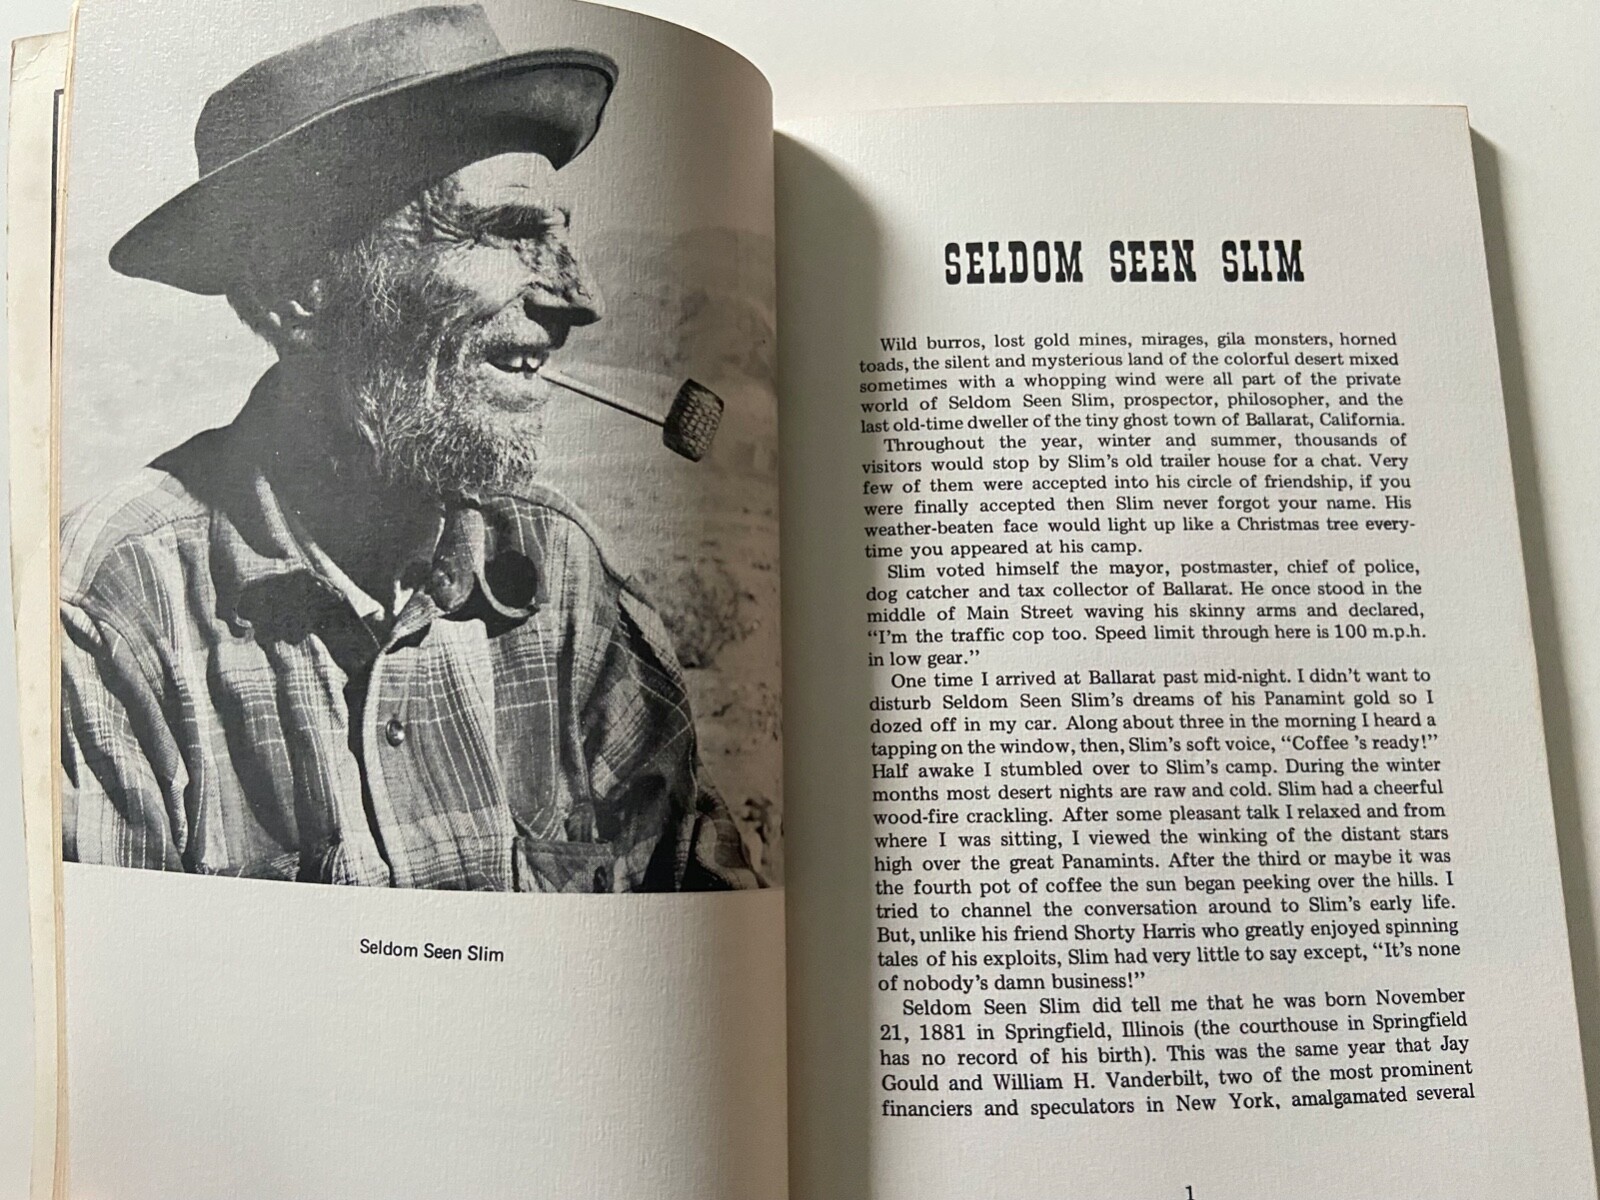 Seldom Seen Slim
SELDOM SEEN SLIM
Wild burros, lost gold mines, mirages, gila monsters, horned
toads, the silent and mysterious land of the colorful desert mixed
sometimes with a whopping wind were all part of the private
world of Seldom Seen Slim, prospector, philosopher, and the
last old-time dweller of the tiny ghost town of Ballarat, California.
Throughout the year, winter and summer, thousands of
visitors would stop by Slim's old trailer house for a chat. Very
few of them were accepted into his circle of friendship, if you
were finally accepted then Slim never forgot your name. His
weather-beaten face would light up like a Christmas tree every-
time you appeared at his camp.
Slim voted himself the mayor, postmaster, chief of police,
dog catcher and tax collector of Ballarat. He once stood in the
middle of Main Street waving his skinny arms and declared,
“I'm the traffic cop too. Speed limit through here is 100 m.p.h.
in low gear.”
One time I arrived at Ballarat past mid-night. I didn't want to
disturb Seldom Seen Slim's dreams of his Panamint gold so I
dozed off in my car. Along about three in the morning I heard a
tapping on the window, then, Slim's soft voice, “Coffee 's ready!”
Half awake I stumbled over to Slim's camp. During the winter
months most desert nights are raw and cold. Slim had a cheerful
wood-fire crackling. After some pleasant talk I relaxed and from
where I was sitting, I viewed the winking of the distant stars
high over the great Panamints. After the third or maybe it was
the fourth pot of coffee the sun began peeking over the hills. I
tried to channel the conversation around to Slim's early life.
But, unlike his friend Shorty Harris who greatly enjoyed spinning
tales of his exploits, Slim had very little to say except, “It's none
of nobody's damn business!”
Seldom Seen Slim did tell me that he was born November
21, 1881 in Springfield, Illinois (the courthouse in Springfield
has no record of his birth). This was the same year that Jay
Gould and William H. Vanderbilt, two of the most prominent
financiers and speculators in New York, amalgamated several
1